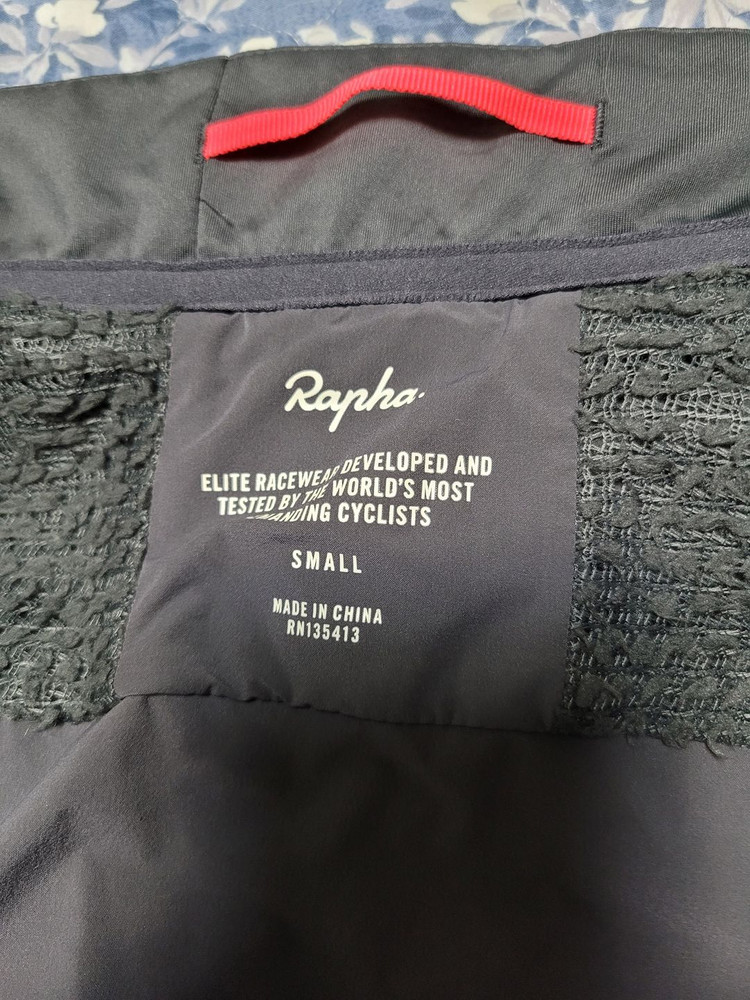 Rapha.
ELITE RACEWEAR DEVELOPED AND
TESTED BY THE WORLD'S MOST
CYCLISTS
SMALL
MADE IN CHINA
RN135413